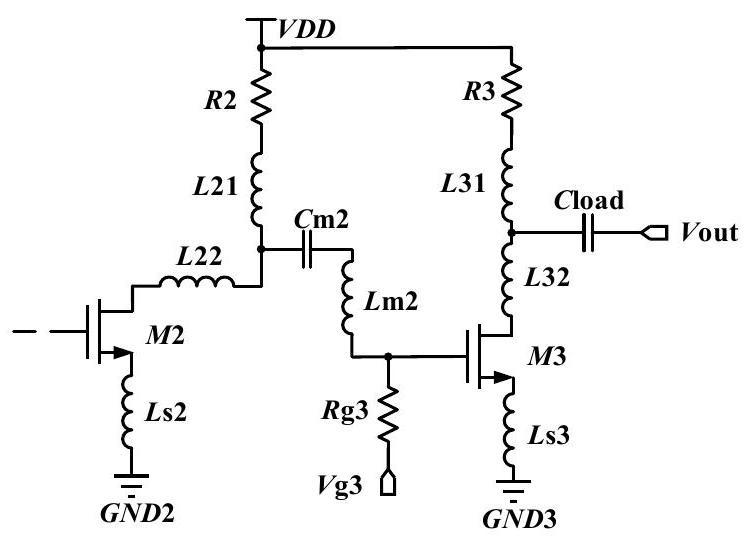 VDD
R2
R3
L21
L31
Cm2
Cload
Vout
L22
L32
Lm2
M2
M3
Ls2
Rg3
Ls3
Vg3
GND2
GND3